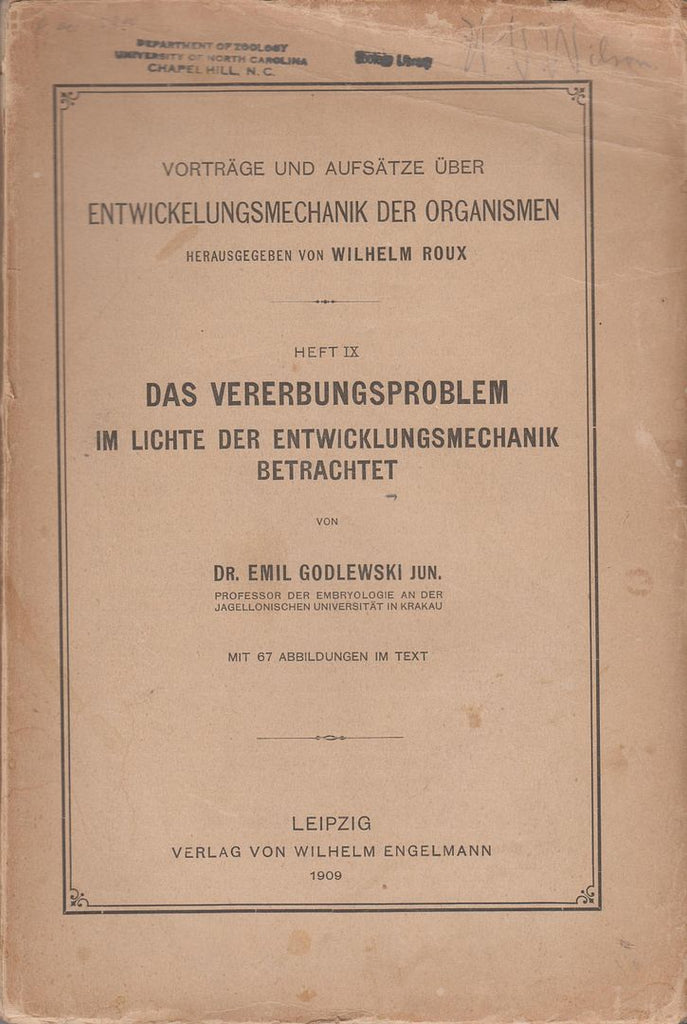 DEPARTMENT OF ZOOLOGY
UNIVERSITY OF NORTH CAROLINA
CHAPEL HILL, N. C.
Biology Library
VORTRÄGE UND AUFSÄTZE ÜBER
ENTWICKELUNGSMECHANIK DER ORGANISMEN
HERAUSGEGEBEN VON WILHELM ROUX
HEFT IX
DAS VERERBUNGSPROBLEM
IM LICHTE DER ENTWICKLUNGSMECHANIK
BETRACHTET
VON
DR. EMIL GODLEWSKI JUN.
PROFESSOR DER EMBRYOLOGIE AN DER
JAGELLONISCHEN UNIVERSITÄT IN KRAKAU
MIT 67 ABBILDUNGEN IM TEXT
LEIPZIG
VERLAG VON WILHELM ENGELMANN
1909